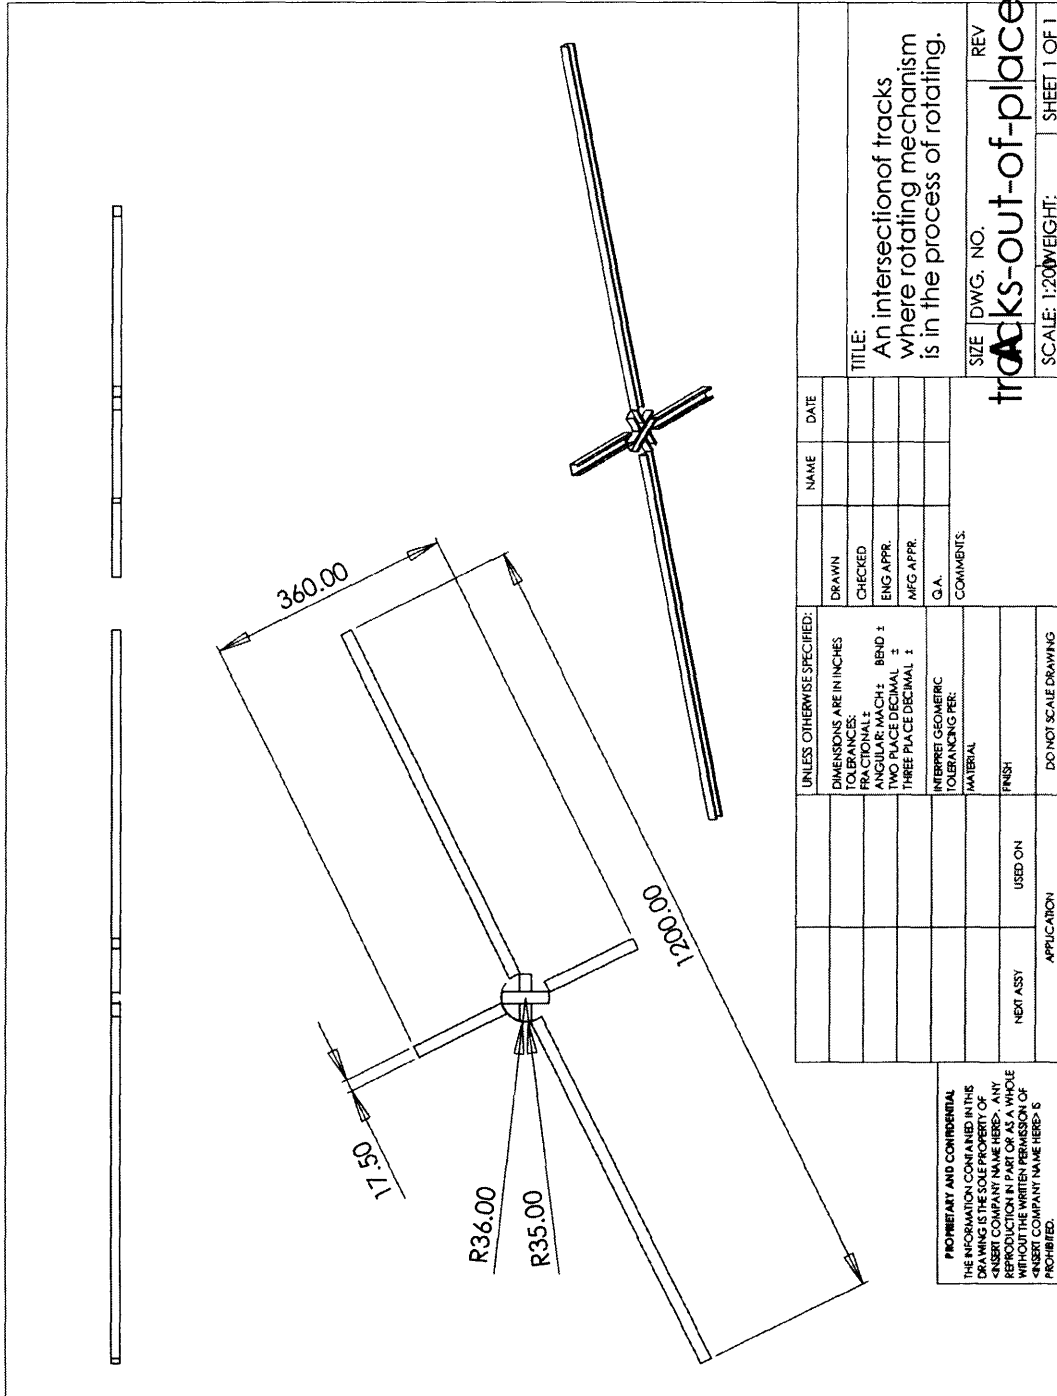 360.00
17.50
1200.00
R36.00
R35.00
PROPRIETARY AND CONFIDENTIAL
THE INFORMATION CONTAINED IN THIS
DRAWING IS THE SOLE PROPERTY OF
<INSERT COMPANY NAME HERE>. ANY
REPRODUCTION IN PART OR AS A WHOLE
WITHOUT THE WRITTEN PERMISSION OF
<INSERT COMPANY NAME HERE> IS
PROHIBITED.
NEXT ASSY
USED ON
APPLICATION
UNLESS OTHERWISE SPECIFIED:
DIMENSIONS ARE IN INCHES
TOLERANCES:
FRACTIONAL ±
ANGULAR: MACH ± BEND ±
TWO PLACE DECIMAL ±
THREE PLACE DECIMAL ±
INTERPRET GEOMETRIC
TOLERANCING PER:
MATERIAL
FINISH
DO NOT SCALE DRAWING
NAME
DATE
DRAWN
CHECKED
ENG APPR.
MFG APPR.
Q.A.
COMMENTS:
TITLE:
An intersectionof tracks
where rotating mechanism
is in the process of rotating.
SIZE
DWG. NO.
REV
A
tracks-out-of-place
SCALE: 1:200
WEIGHT:
SHEET 1 OF 1